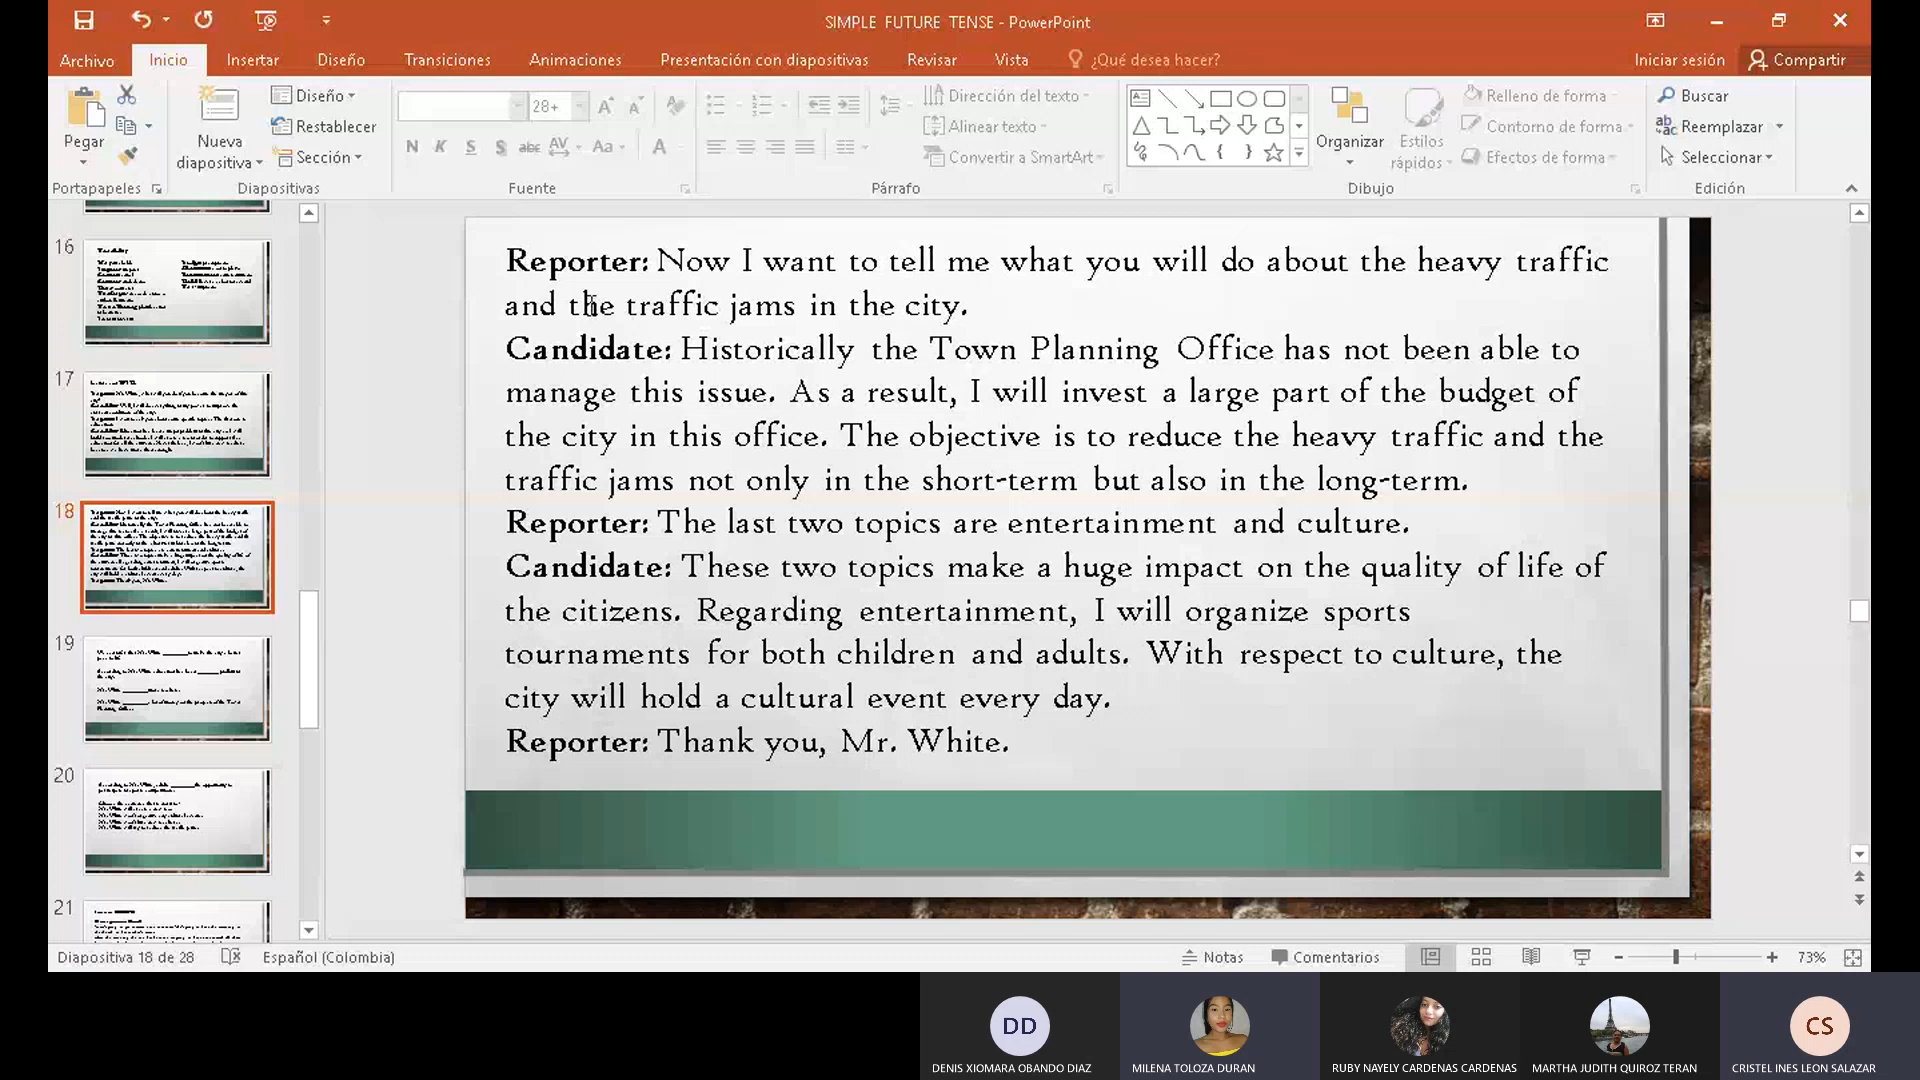 SIMPLE FUTURE TENSE - PowerPoint
Archivo Inicio Insertar Diseño Transiciones Animaciones Presentación con diapositivas Revisar Vista ¿Qué desea hacer? Iniciar sesión Compartir
Pegar
Portapapeles
Nueva diapositiva
Diseño
Restablecer
Sección
Diapositivas
28+
N K S S abc AV Aa A
Fuente
Dirección del texto
Alinear texto
Convertir a SmartArt
Párrafo
Organizar
Estilos rápidos
Relleno de forma
Contorno de forma
Efectos de forma
Dibujo
Buscar
Reemplazar
Seleccionar
Edición
16
17
18
19
20
21
Reporter: Now I want to tell me what you will do about the heavy traffic
and the traffic jams in the city.
Candidate: Historically the Town Planning Office has not been able to
manage this issue. As a result, I will invest a large part of the budget of
the city in this office. The objective is to reduce the heavy traffic and the
traffic jams not only in the short-term but also in the long-term.
Reporter: The last two topics are entertainment and culture.
Candidate: These two topics make a huge impact on the quality of life of
the citizens. Regarding entertainment, I will organize sports
tournaments for both children and adults. With respect to culture, the
city will hold a cultural event every day.
Reporter: Thank you, Mr. White.
Diapositiva 18 de 28 Español (Colombia) Notas Comentarios 73%
DD
CS
DENIS XIOMARA OBANDO DIAZ MILENA TOLOZA DURAN RUBY NAYELY CARDENAS CARDENAS MARTHA JUDITH QUIROZ TERAN CRISTEL INES LEON SALAZAR